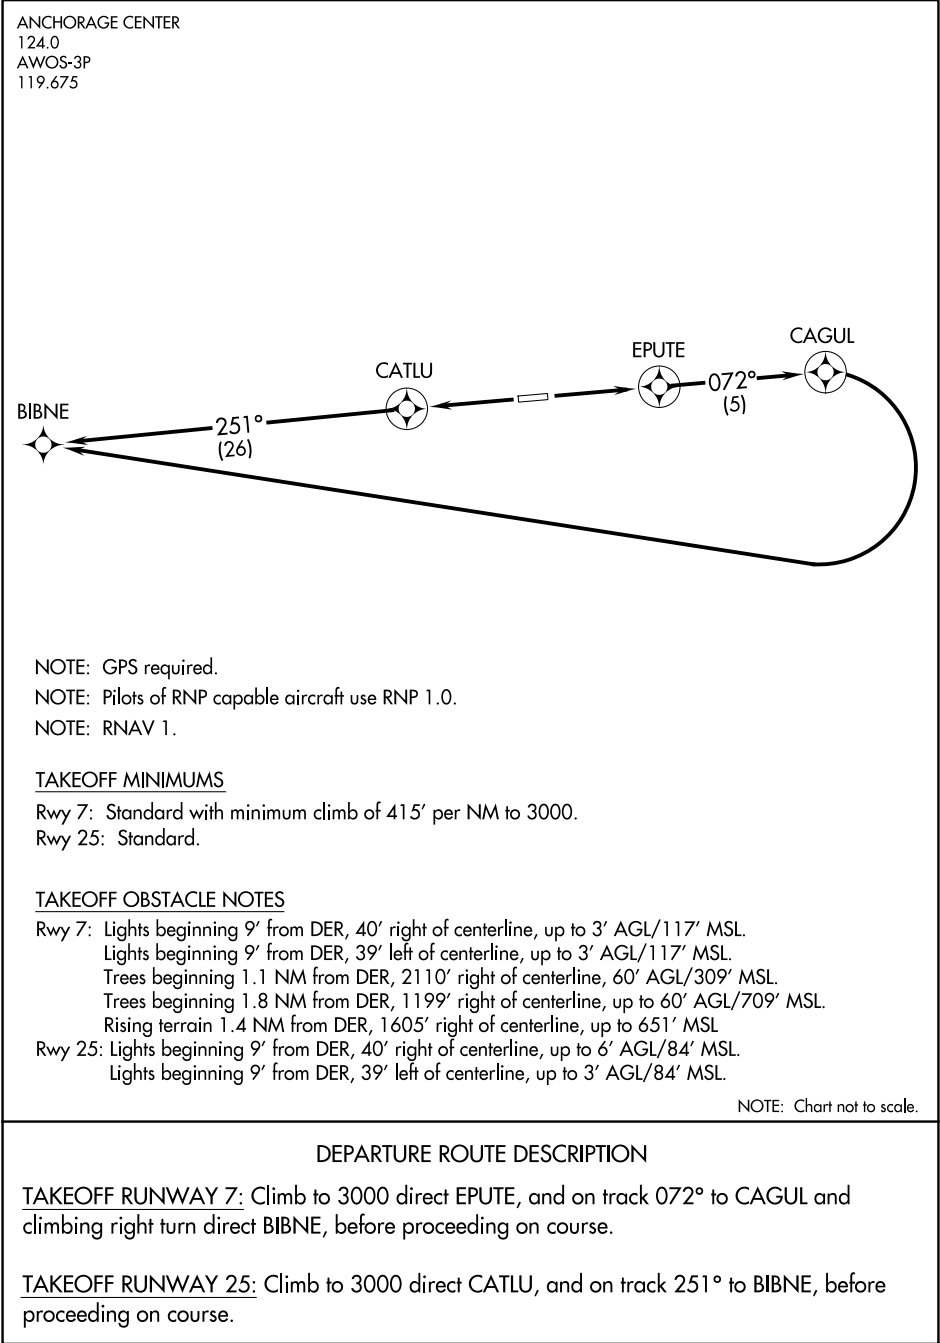 ANCHORAGE CENTER
124.0
AWOS-3P
119.675
CAGUL
EPUTE
CATLU
072°
(5)
BIBNE
251°
(26)
NOTE: GPS required.
NOTE: Pilots of RNP capable aircraft use RNP 1.0.
NOTE: RNAV 1.
TAKEOFF MINIMUMS
Rwy 7: Standard with minimum climb of 415' per NM to 3000.
Rwy 25: Standard.
TAKEOFF OBSTACLE NOTES
Rwy 7: Lights beginning 9' from DER, 40' right of centerline, up to 3' AGL/117' MSL.
Lights beginning 9' from DER, 39' left of centerline, up to 3' AGL/117' MSL.
Trees beginning 1.1 NM from DER, 2110' right of centerline, 60' AGL/309' MSL.
Trees beginning 1.8 NM from DER, 1199' right of centerline, up to 60' AGL/709' MSL.
Rising terrain 1.4 NM from DER, 1605' right of centerline, up to 651' MSL
Rwy 25: Lights beginning 9' from DER, 40' right of centerline, up to 6' AGL/84' MSL.
Lights beginning 9' from DER, 39' left of centerline, up to 3' AGL/84' MSL.
NOTE: Chart not to scale.
DEPARTURE ROUTE DESCRIPTION
TAKEOFF RUNWAY 7: Climb to 3000 direct EPUTE, and on track 072° to CAGUL and
climbing right turn direct BIBNE, before proceeding on course.
TAKEOFF RUNWAY 25: Climb to 3000 direct CATLU, and on track 251° to BIBNE, before
proceeding on course.